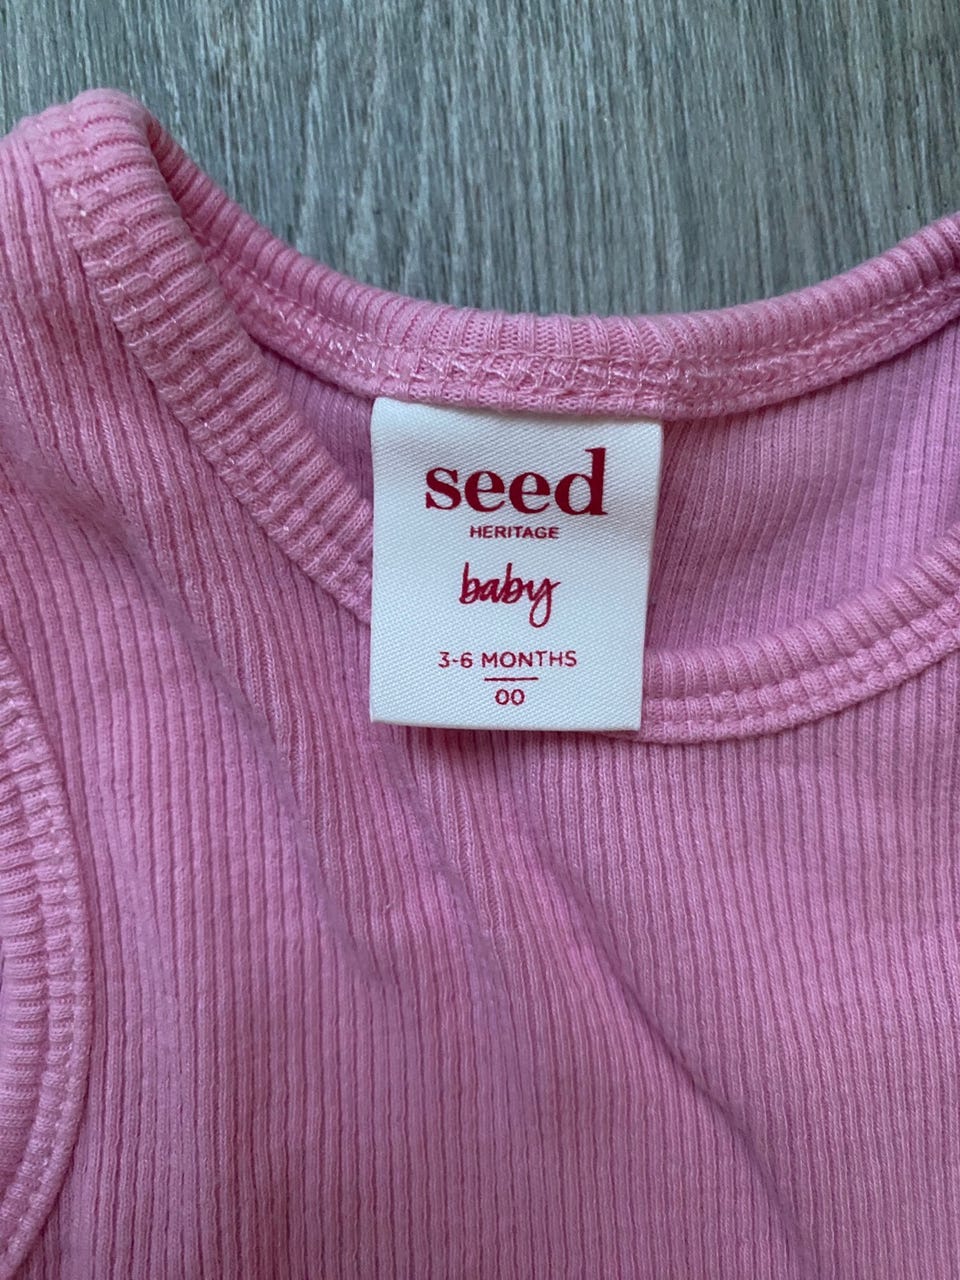 seed
HERITAGE
baby
3-6 MONTHS
00